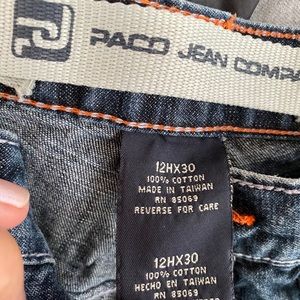 PACO JEAN COMPA
12HX30
100% COTTON
MADE IN TAIWAN
RN 85069
REVERSE FOR CARE
12HX30
100% COTTON
HECHO EN TAIWAN
RN 85069